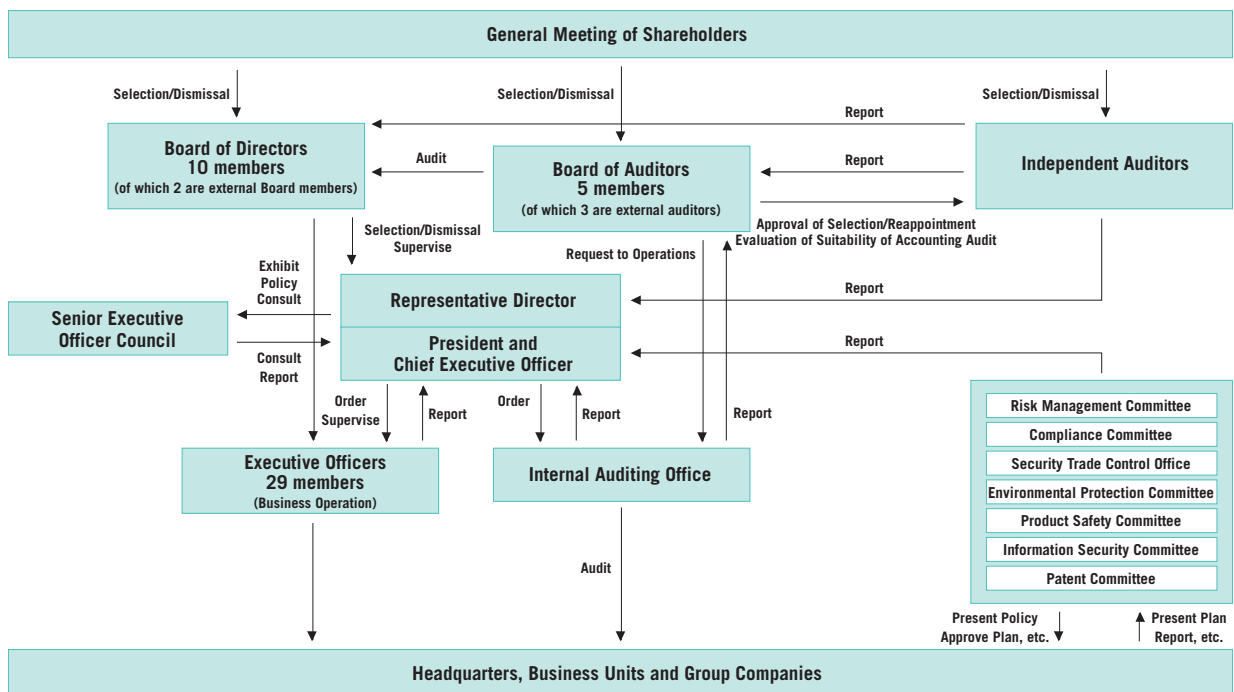 General Meeting of Shareholders
Selection/Dismissal
Selection/Dismissal
Selection/Dismissal
Report
Board of Directors
10 members
(of which 2 are external Board members)
Audit
Board of Auditors
5 members
(of which 3 are external auditors)
Report
Independent Auditors
Approval of Selection/Reappointment
Evaluation of Suitability of Accounting Audit
Selection/Dismissal
Supervise
Request to Operations
Exhibit
Policy
Consult
Representative Director
Report
Senior Executive
Officer Council
President and
Chief Executive Officer
Report
Consult
Report
Order
Supervise
Report
Order
Report
Report
Executive Officers
29 members
(Business Operation)
Internal Auditing Office
Risk Management Committee
Compliance Committee
Security Trade Control Office
Environmental Protection Committee
Product Safety Committee
Information Security Committee
Patent Committee
Audit
Present Policy
Approve Plan, etc.
Present Plan
Report, etc.
Headquarters, Business Units and Group Companies